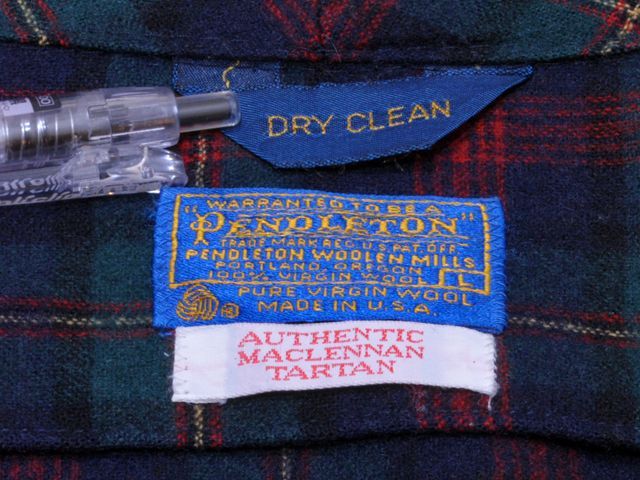 DRY CLEAN
"WARRANTED TO BE A
PENDLETON"
TRADE MARK REG. U.S. PAT. OFF.
PENDLETON WOOLEN MILLS
PORTLAND, OREGON
100% VIRGIN WOOL L
PURE VIRGIN WOOL
MADE IN U.S.A.
AUTHENTIC
MACLENNAN
TARTAN